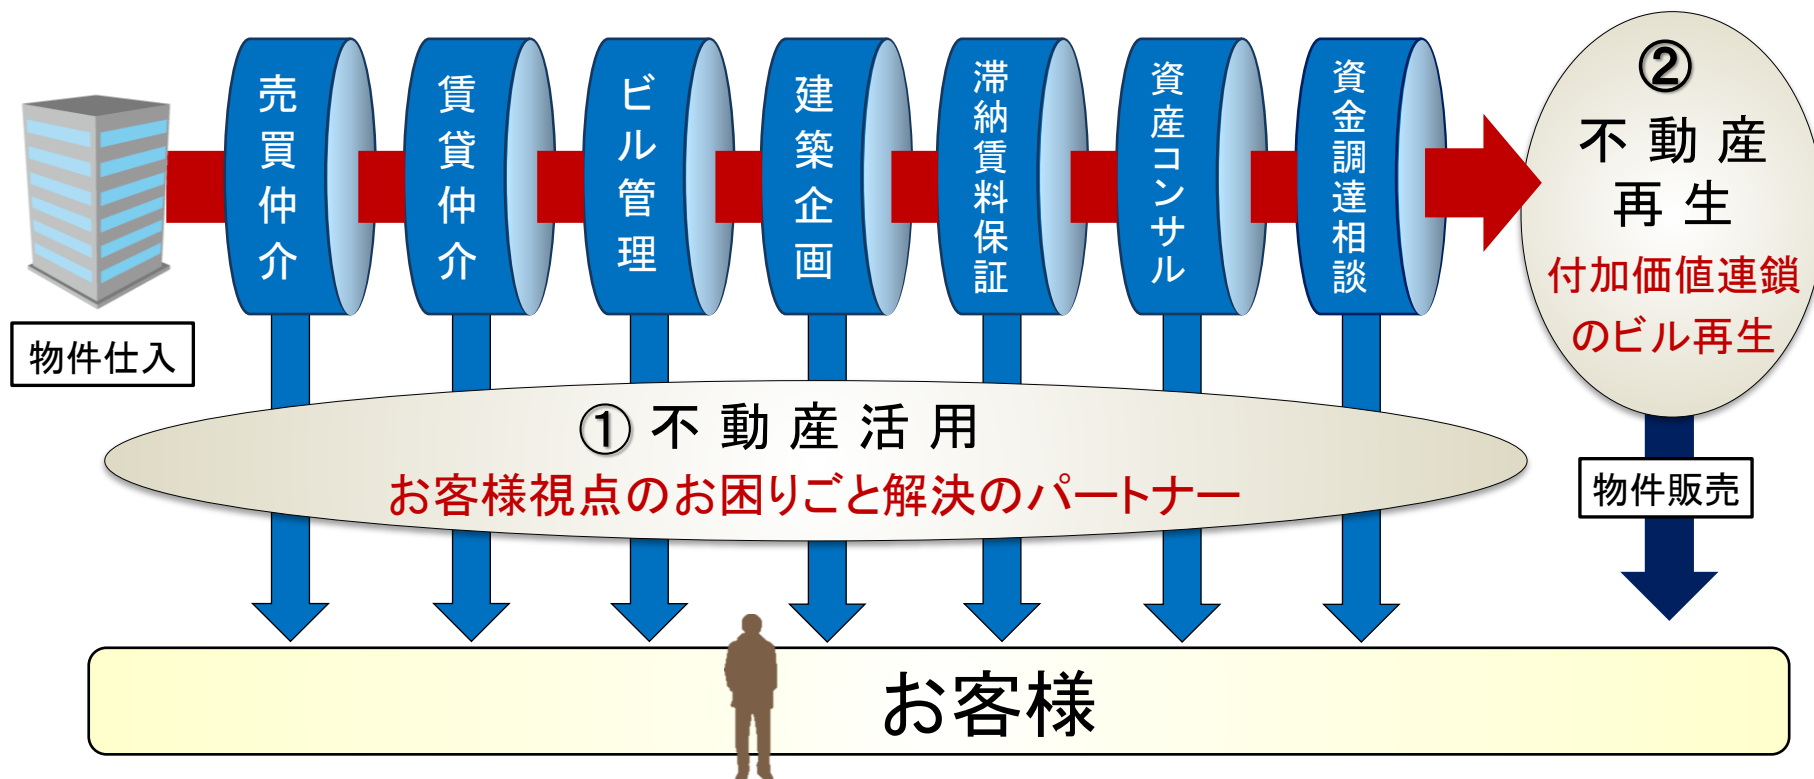 売買仲介
賃貸仲介
ビル管理
建築企画
滞納賃料保証
資産コンサル
資金調達相談
②
不動産
再生
付加価値連鎖
のビル再生
物件仕入
①不動産活用
お客様視点のお困りごと解決のパートナー
物件販売
お客様